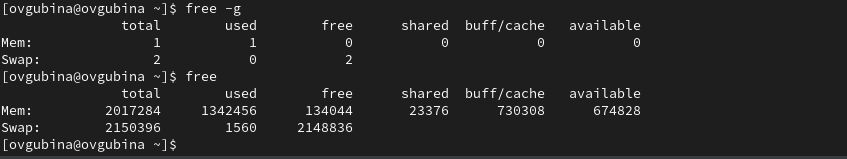 [ovgubina@ovgubina ~]$ free -g
total used free shared buff/cache available
Mem: 1 1 0 0 0 0
Swap: 2 0 2
[ovgubina@ovgubina ~]$ free
total used free shared buff/cache available
Mem: 2017284 1342456 134044 23376 730308 674828
Swap: 2150396 1560 2148836
[ovgubina@ovgubina ~]$